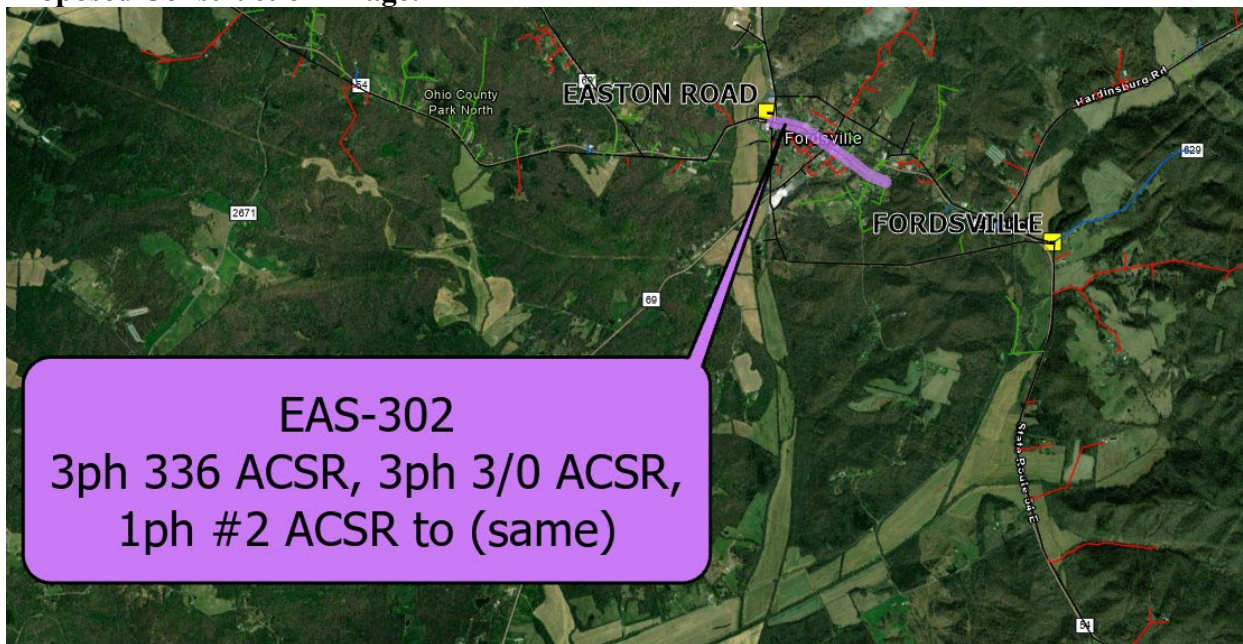 Proposed Construction Image:
54
Ohio County
Park North
EASTON ROAD
Fordsville
Hardinsburg Rd
629
2671
FORDSVILLE
69
EAS-302
3ph 336 ACSR, 3ph 3/0 ACSR,
1ph #2 ACSR to (same)
State Route 54 E
54